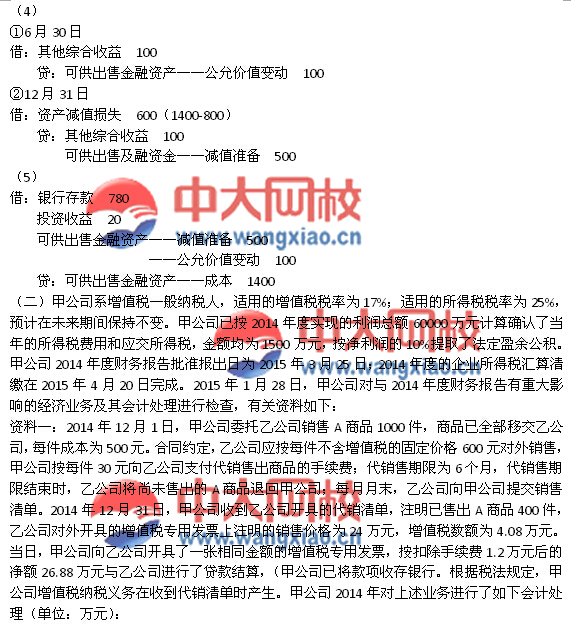 （4）
①6月30日
借：其他综合收益 100
贷：可供出售金融资产——公允价值变动 100
②12月31日
借：资产减值损失 600（1400-800）
贷：其他综合收益 100
可供出售及融资金——减值准备 500
（5）
借：银行存款 780
投资收益 20
可供出售金融资产——减值准备 500
——公允价值变动 100
贷：可供出售金融资产——成本 1400
（二）甲公司系增值税一般纳税人，适用的增值税税率为17%；适用的所得税税率为25%，
预计在未来期间保持不变。甲公司已按2014年度实现的利润总额60000万元计算确认了当
年的所得税费用和应交所得税，金额均为1500万元，按净利润的10%提取了法定盈余公积。
甲公司2014年度财务报告批准报出日为2015年3月25日；2014年度的企业所得税汇算清
缴在2015年4月20日完成。2015年1月28日，甲公司对与2014年度财务报告有重大影
响的经济业务及其会计处理进行检查，有关资料如下：
资料一：2014年12月1日，甲公司委托乙公司销售A商品1000件，商品已全部移交乙公
司，每件成本为500元。合同约定，乙公司应按每件不含增值税的固定价格600元对外销售，
甲公司按每件30元向乙公司支付代销售出商品的手续费；代销售期限为6个月，代销售期
限结束时，乙公司将尚未售出的A商品退回甲公司；每月月末，乙公司向甲公司提交销售
清单。2014年12月31日，甲公司收到乙公司开具的代销清单，注明已售出A商品400件，
乙公司对外开具的增值税专用发票上注明的销售价格为24万元，增值税数额为4.08万元。
当日，甲公司向乙公司开具了一张相同金额的增值税专用发票，按扣除手续费1.2万元后的
净额26.88万元与乙公司进行了贷款结算，（甲公司已将款项收存银行。根据税法规定，甲
公司增值税纳税义务在收到代销清单时产生。甲公司2014年对上述业务进行了如下会计处
理（单位：万元）：
中大网校
www.wangxiao.cn
中大网校
www.wangxiao.cn
中大网校
www.wangxiao.cn